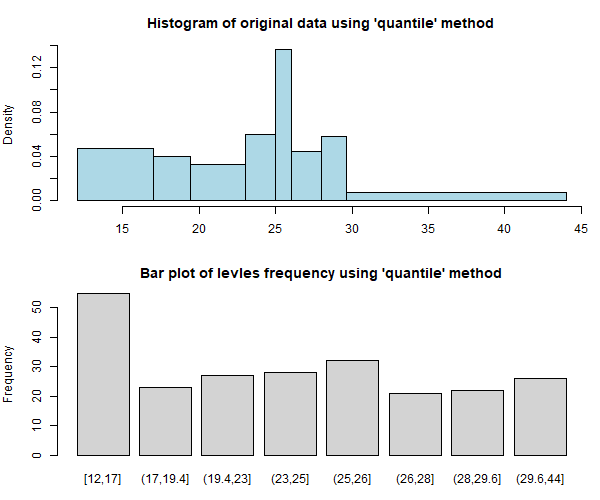 Histogram of original data using 'quantile' method
Density
0.12
0.08
0.04
0.00
15 20 25 30 35 40 45
Bar plot of levles frequency using 'quantile' method
Frequency
50
40
30
20
10
0
[12,17] (17,19.4] (19.4,23] (23,25] (25,26] (26,28] (28,29.6] (29.6,44]